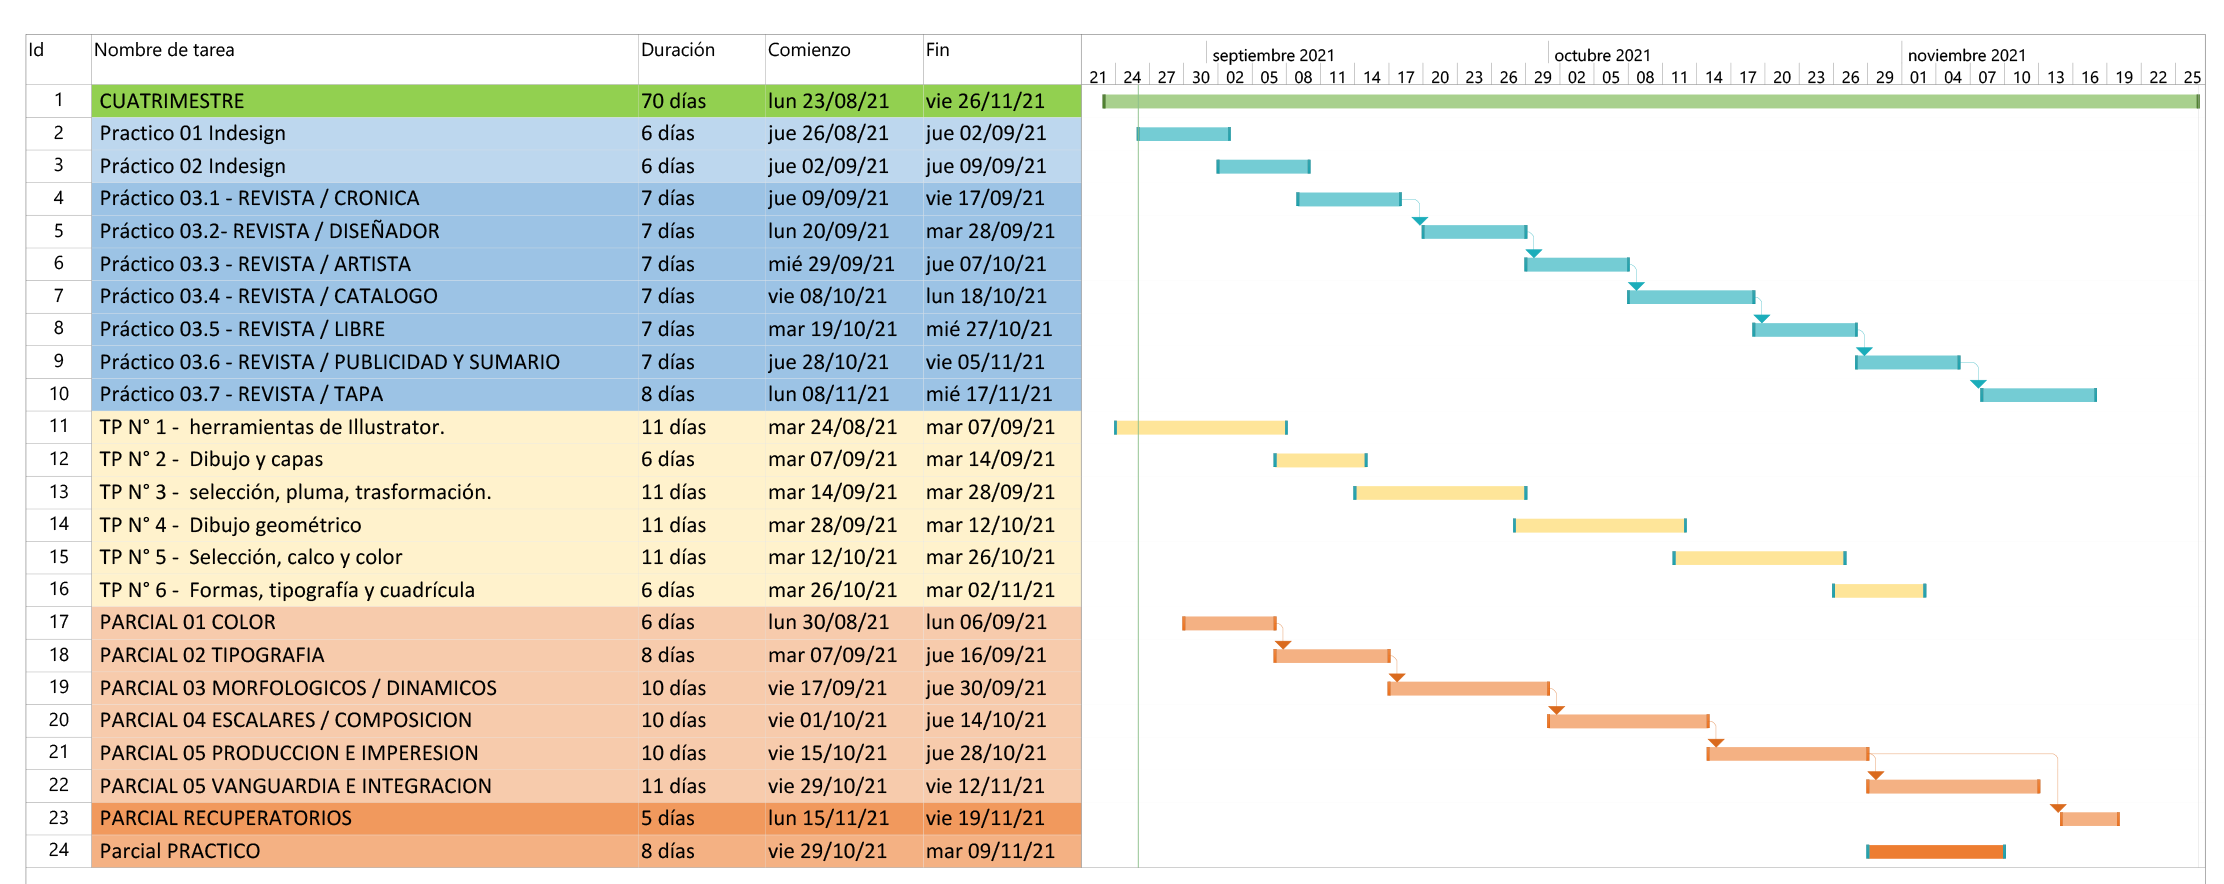 Id Nombre de tarea Duración Comienzo Fin septiembre 2021 octubre 2021 noviembre 2021
21 24 27 30 02 05 08 11 14 17 20 23 26 29 02 05 08 11 14 17 20 23 26 29 01 04 07 10 13 16 19 22 25
1 CUATRIMESTRE 70 días lun 23/08/21 vie 26/11/21
2 Practico 01 Indesign 6 días jue 26/08/21 jue 02/09/21
3 Práctico 02 Indesign 6 días jue 02/09/21 jue 09/09/21
4 Práctico 03.1 - REVISTA / CRONICA 7 días jue 09/09/21 vie 17/09/21
5 Práctico 03.2- REVISTA / DISEÑADOR 7 días lun 20/09/21 mar 28/09/21
6 Práctico 03.3 - REVISTA / ARTISTA 7 días mié 29/09/21 jue 07/10/21
7 Práctico 03.4 - REVISTA / CATALOGO 7 días vie 08/10/21 lun 18/10/21
8 Práctico 03.5 - REVISTA / LIBRE 7 días mar 19/10/21 mié 27/10/21
9 Práctico 03.6 - REVISTA / PUBLICIDAD Y SUMARIO 7 días jue 28/10/21 vie 05/11/21
10 Práctico 03.7 - REVISTA / TAPA 8 días lun 08/11/21 mié 17/11/21
11 TP N° 1 - herramientas de Illustrator. 11 días mar 24/08/21 mar 07/09/21
12 TP N° 2 - Dibujo y capas 6 días mar 07/09/21 mar 14/09/21
13 TP N° 3 - selección, pluma, trasformación. 11 días mar 14/09/21 mar 28/09/21
14 TP N° 4 - Dibujo geométrico 11 días mar 28/09/21 mar 12/10/21
15 TP N° 5 - Selección, calco y color 11 días mar 12/10/21 mar 26/10/21
16 TP N° 6 - Formas, tipografía y cuadrícula 6 días mar 26/10/21 mar 02/11/21
17 PARCIAL 01 COLOR 6 días lun 30/08/21 lun 06/09/21
18 PARCIAL 02 TIPOGRAFIA 8 días mar 07/09/21 jue 16/09/21
19 PARCIAL 03 MORFOLOGICOS / DINAMICOS 10 días vie 17/09/21 jue 30/09/21
20 PARCIAL 04 ESCALARES / COMPOSICION 10 días vie 01/10/21 jue 14/10/21
21 PARCIAL 05 PRODUCCION E IMPERESION 10 días vie 15/10/21 jue 28/10/21
22 PARCIAL 05 VANGUARDIA E INTEGRACION 11 días vie 29/10/21 vie 12/11/21
23 PARCIAL RECUPERATORIOS 5 días lun 15/11/21 vie 19/11/21
24 Parcial PRACTICO 8 días vie 29/10/21 mar 09/11/21